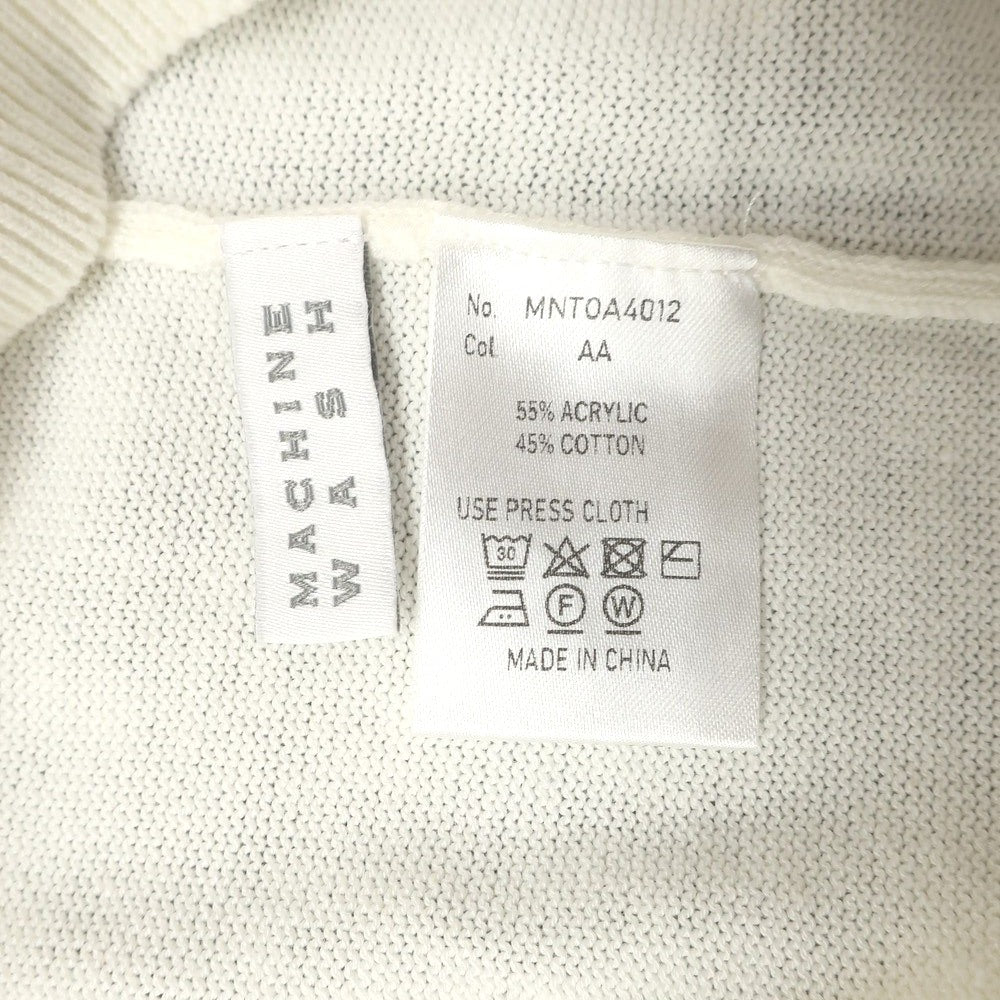 MACHINE
WASH
No. MNTOA4012
Col. AA
55% ACRYLIC
45% COTTON
USE PRESS CLOTH
30
F W
MADE IN CHINA